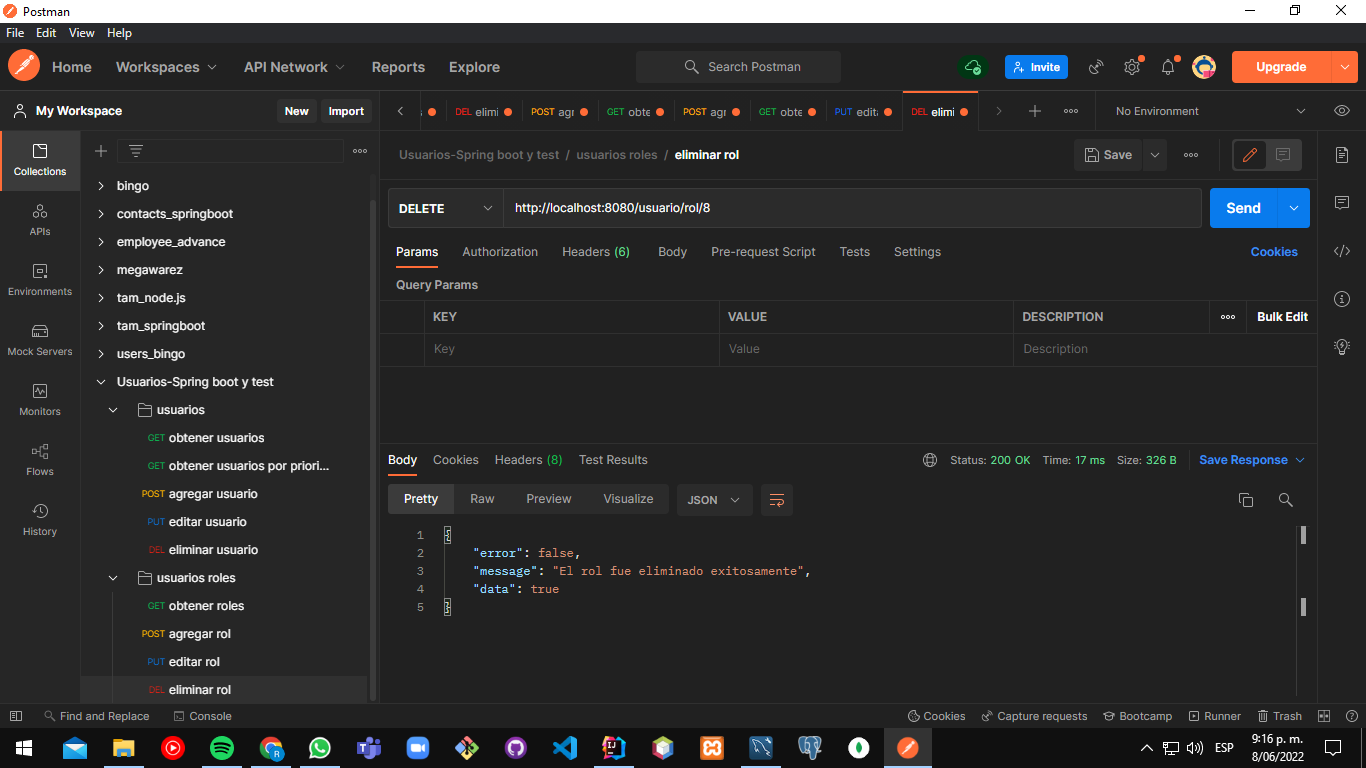 Postman
File Edit View Help
Home Workspaces API Network Reports Explore Search Postman Invite Upgrade
My Workspace New Import
DEL elimi POST agr GET obte POST agr GET obte PUT edita DEL elimi No Environment
Collections
APIs
Environments
Mock Servers
Monitors
Flows
History
bingo
contacts_springboot
employee_advance
megawarez
tam_node.js
tam_springboot
users_bingo
Usuarios-Spring boot y test
usuarios
GET obtener usuarios
GET obtener usuarios por priori...
POST agregar usuario
PUT editar usuario
DEL eliminar usuario
usuarios roles
GET obtener roles
POST agregar rol
PUT editar rol
DEL eliminar rol
Usuarios-Spring boot y test / usuarios roles / eliminar rol Save
DELETE http://localhost:8080/usuario/rol/8 Send
Params Authorization Headers (6) Body Pre-request Script Tests Settings Cookies
Query Params
KEY VALUE DESCRIPTION Bulk Edit
Key Value Description
Body Cookies Headers (8) Test Results Status: 200 OK Time: 17 ms Size: 326 B Save Response
Pretty Raw Preview Visualize JSON
1 {
2 "error": false,
3 "message": "El rol fue eliminado exitosamente",
4 "data": true
5 }
Find and Replace Console Cookies Capture requests Bootcamp Runner Trash
ESP
9:16 p. m.
8/06/2022